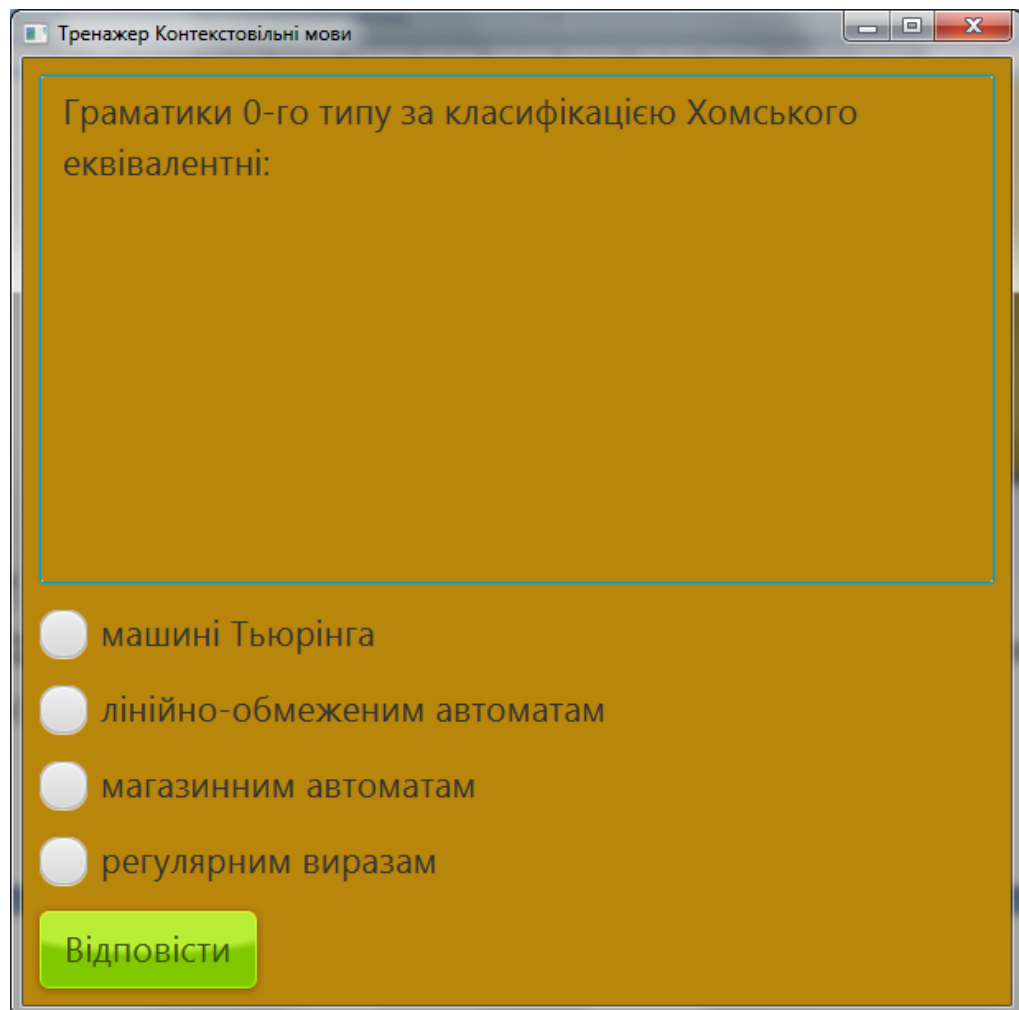 Тренажер Контекстовільні мови
Граматики 0-го типу за класифікацією Хомського
еквівалентні:
машині Тьюрінга
лінійно-обмеженим автоматам
магазинним автоматам
регулярним виразам
Відповісти